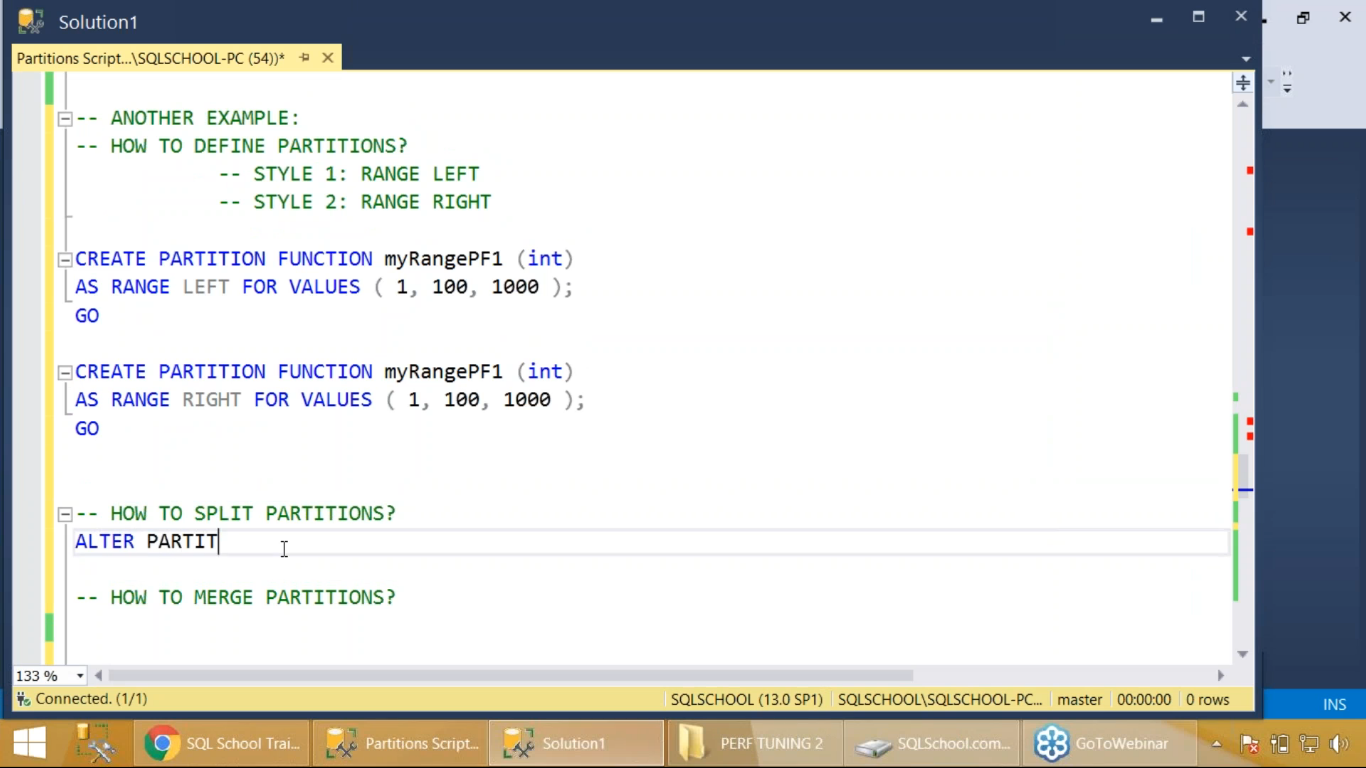 Solution1
Partitions Script...\SQLSCHOOL-PC (54))*
-- ANOTHER EXAMPLE:
-- HOW TO DEFINE PARTITIONS?
-- STYLE 1: RANGE LEFT
-- STYLE 2: RANGE RIGHT
CREATE PARTITION FUNCTION myRangePF1 (int)
AS RANGE LEFT FOR VALUES ( 1, 100, 1000 );
GO
CREATE PARTITION FUNCTION myRangePF1 (int)
AS RANGE RIGHT FOR VALUES ( 1, 100, 1000 );
GO
-- HOW TO SPLIT PARTITIONS?
ALTER PARTIT
-- HOW TO MERGE PARTITIONS?
133 %
Connected. (1/1) SQLSCHOOL (13.0 SP1) SQLSCHOOL\SQLSCHOOL-PC... master 00:00:00 0 rows
INS
SQL School Trai... Partitions Script... Solution1 PERF TUNING 2 SQLSchool.com... GoToWebinar